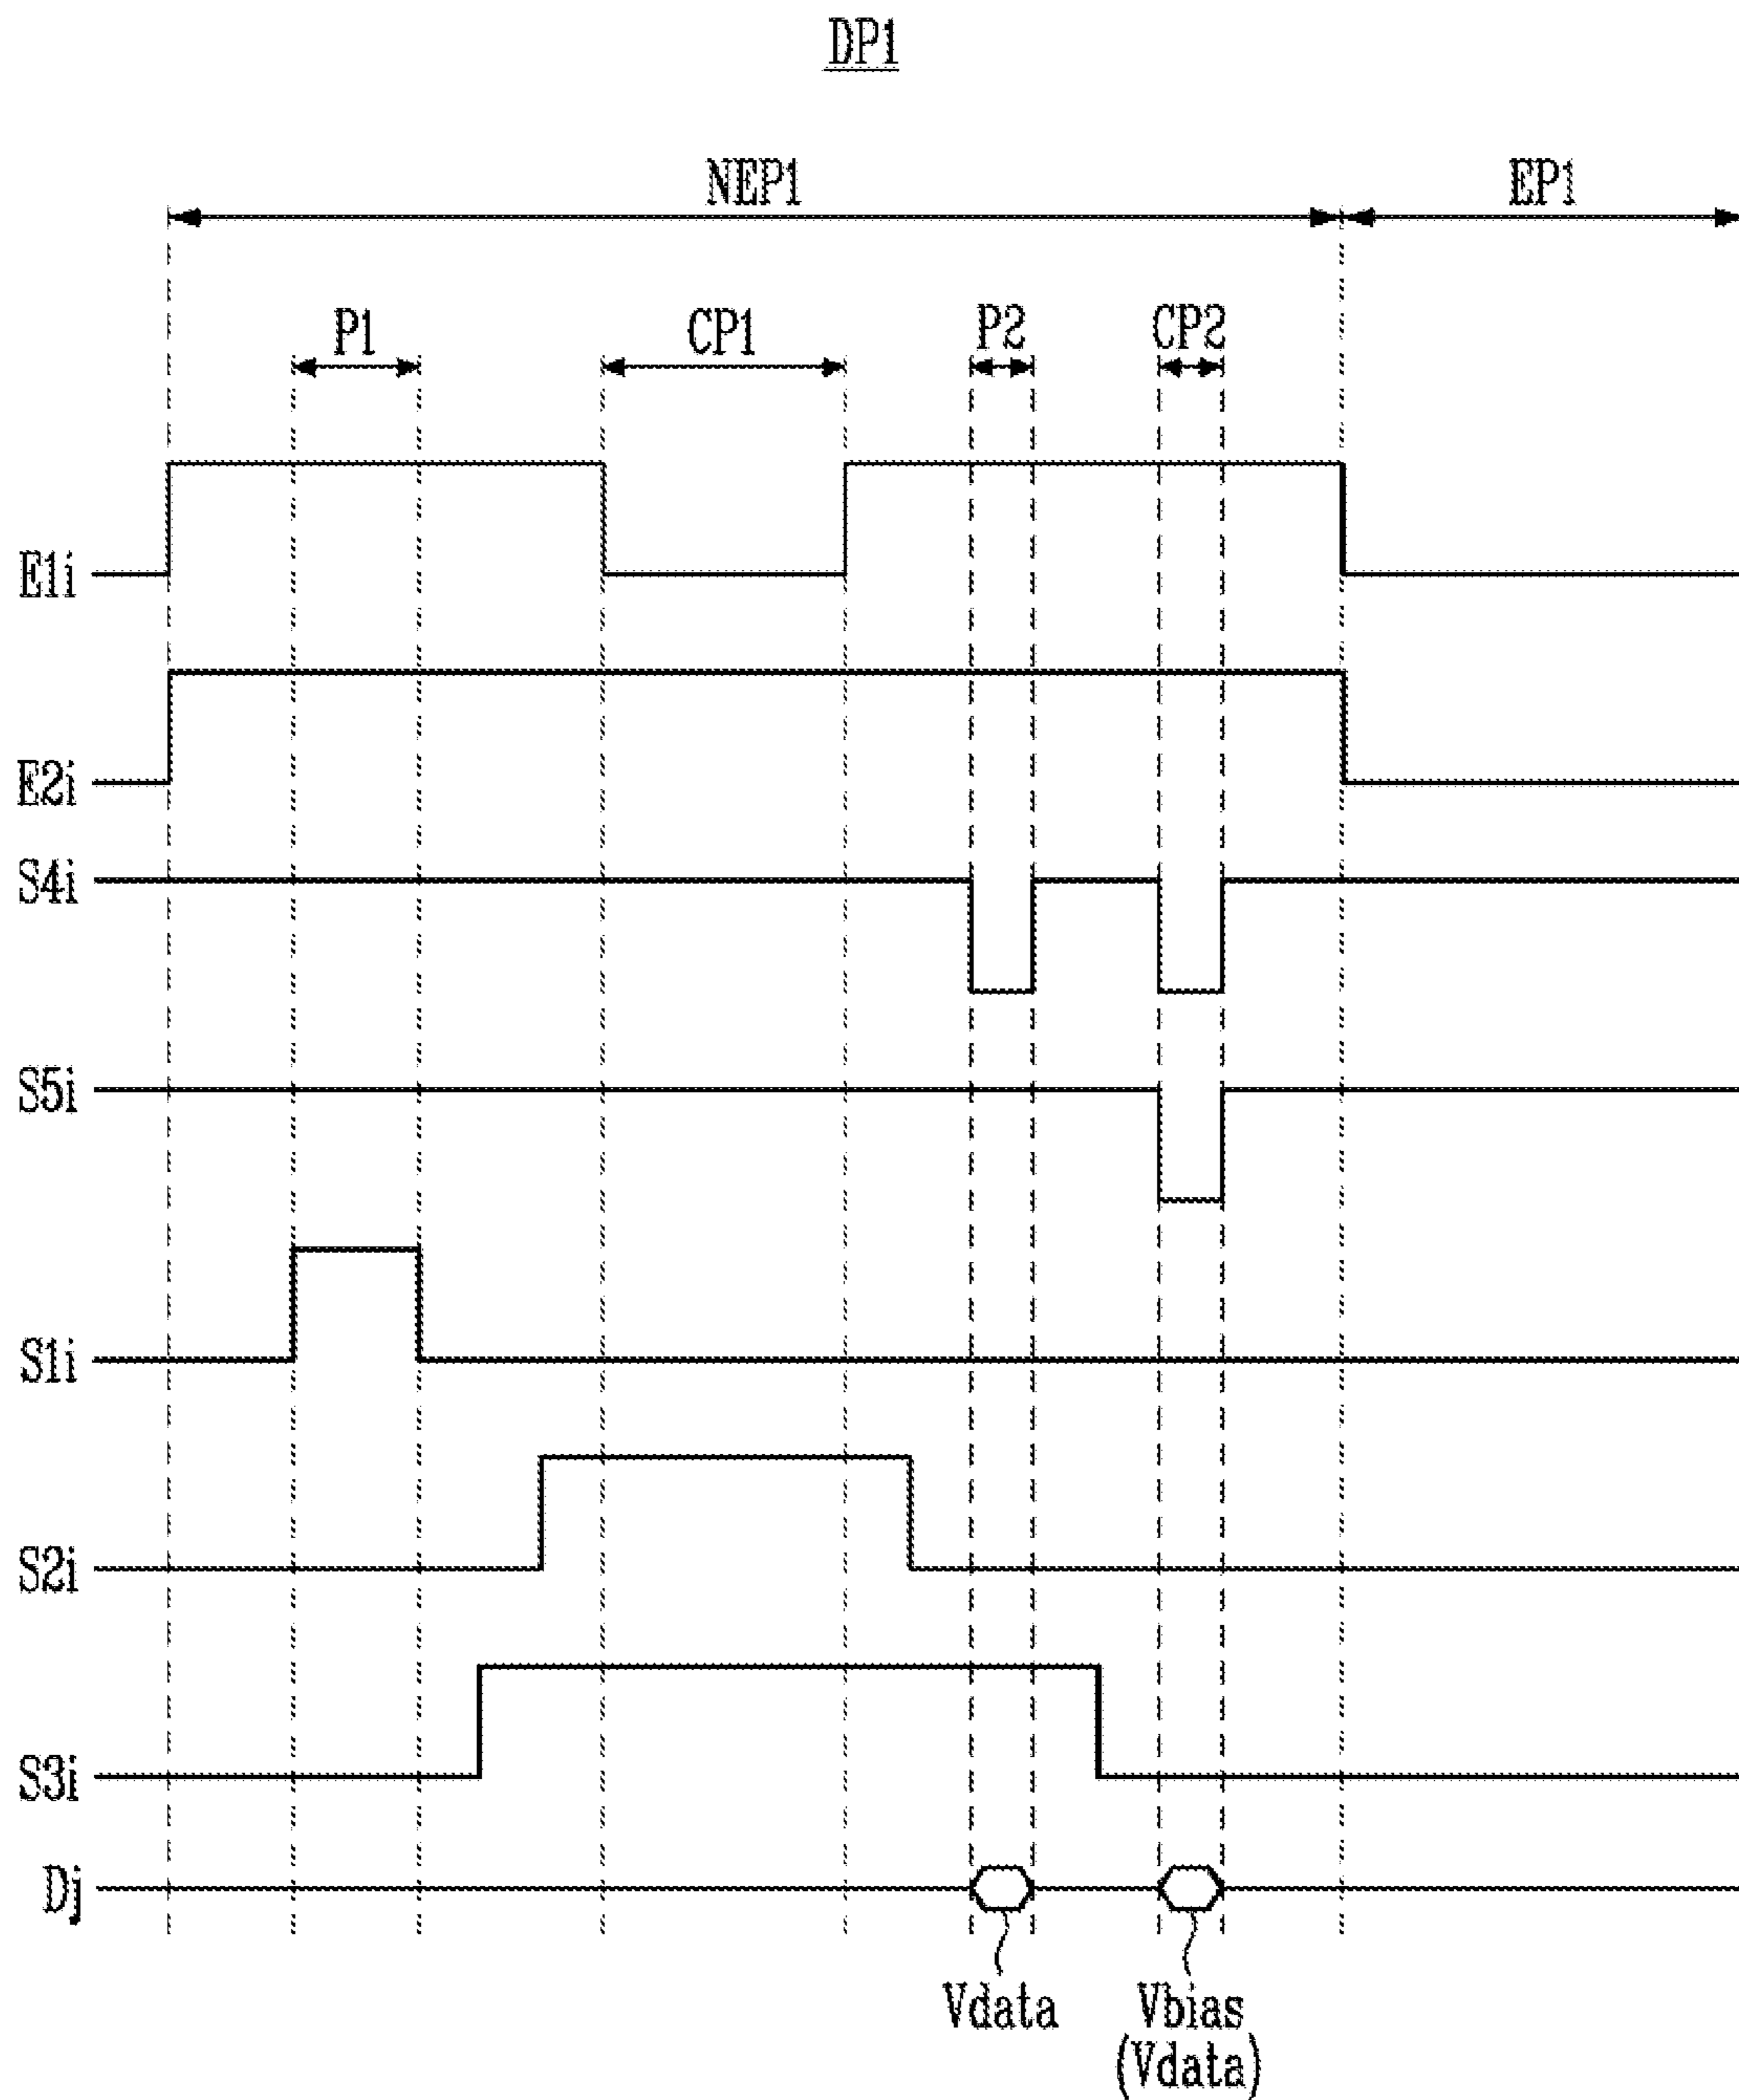 DP1
NEP1 EP1
P1 CP1 P2 CP2
E1i
E2i
S4i
S5i
S1i
S2i
S3i
Dj
Vdata Vbias
(Vdata)